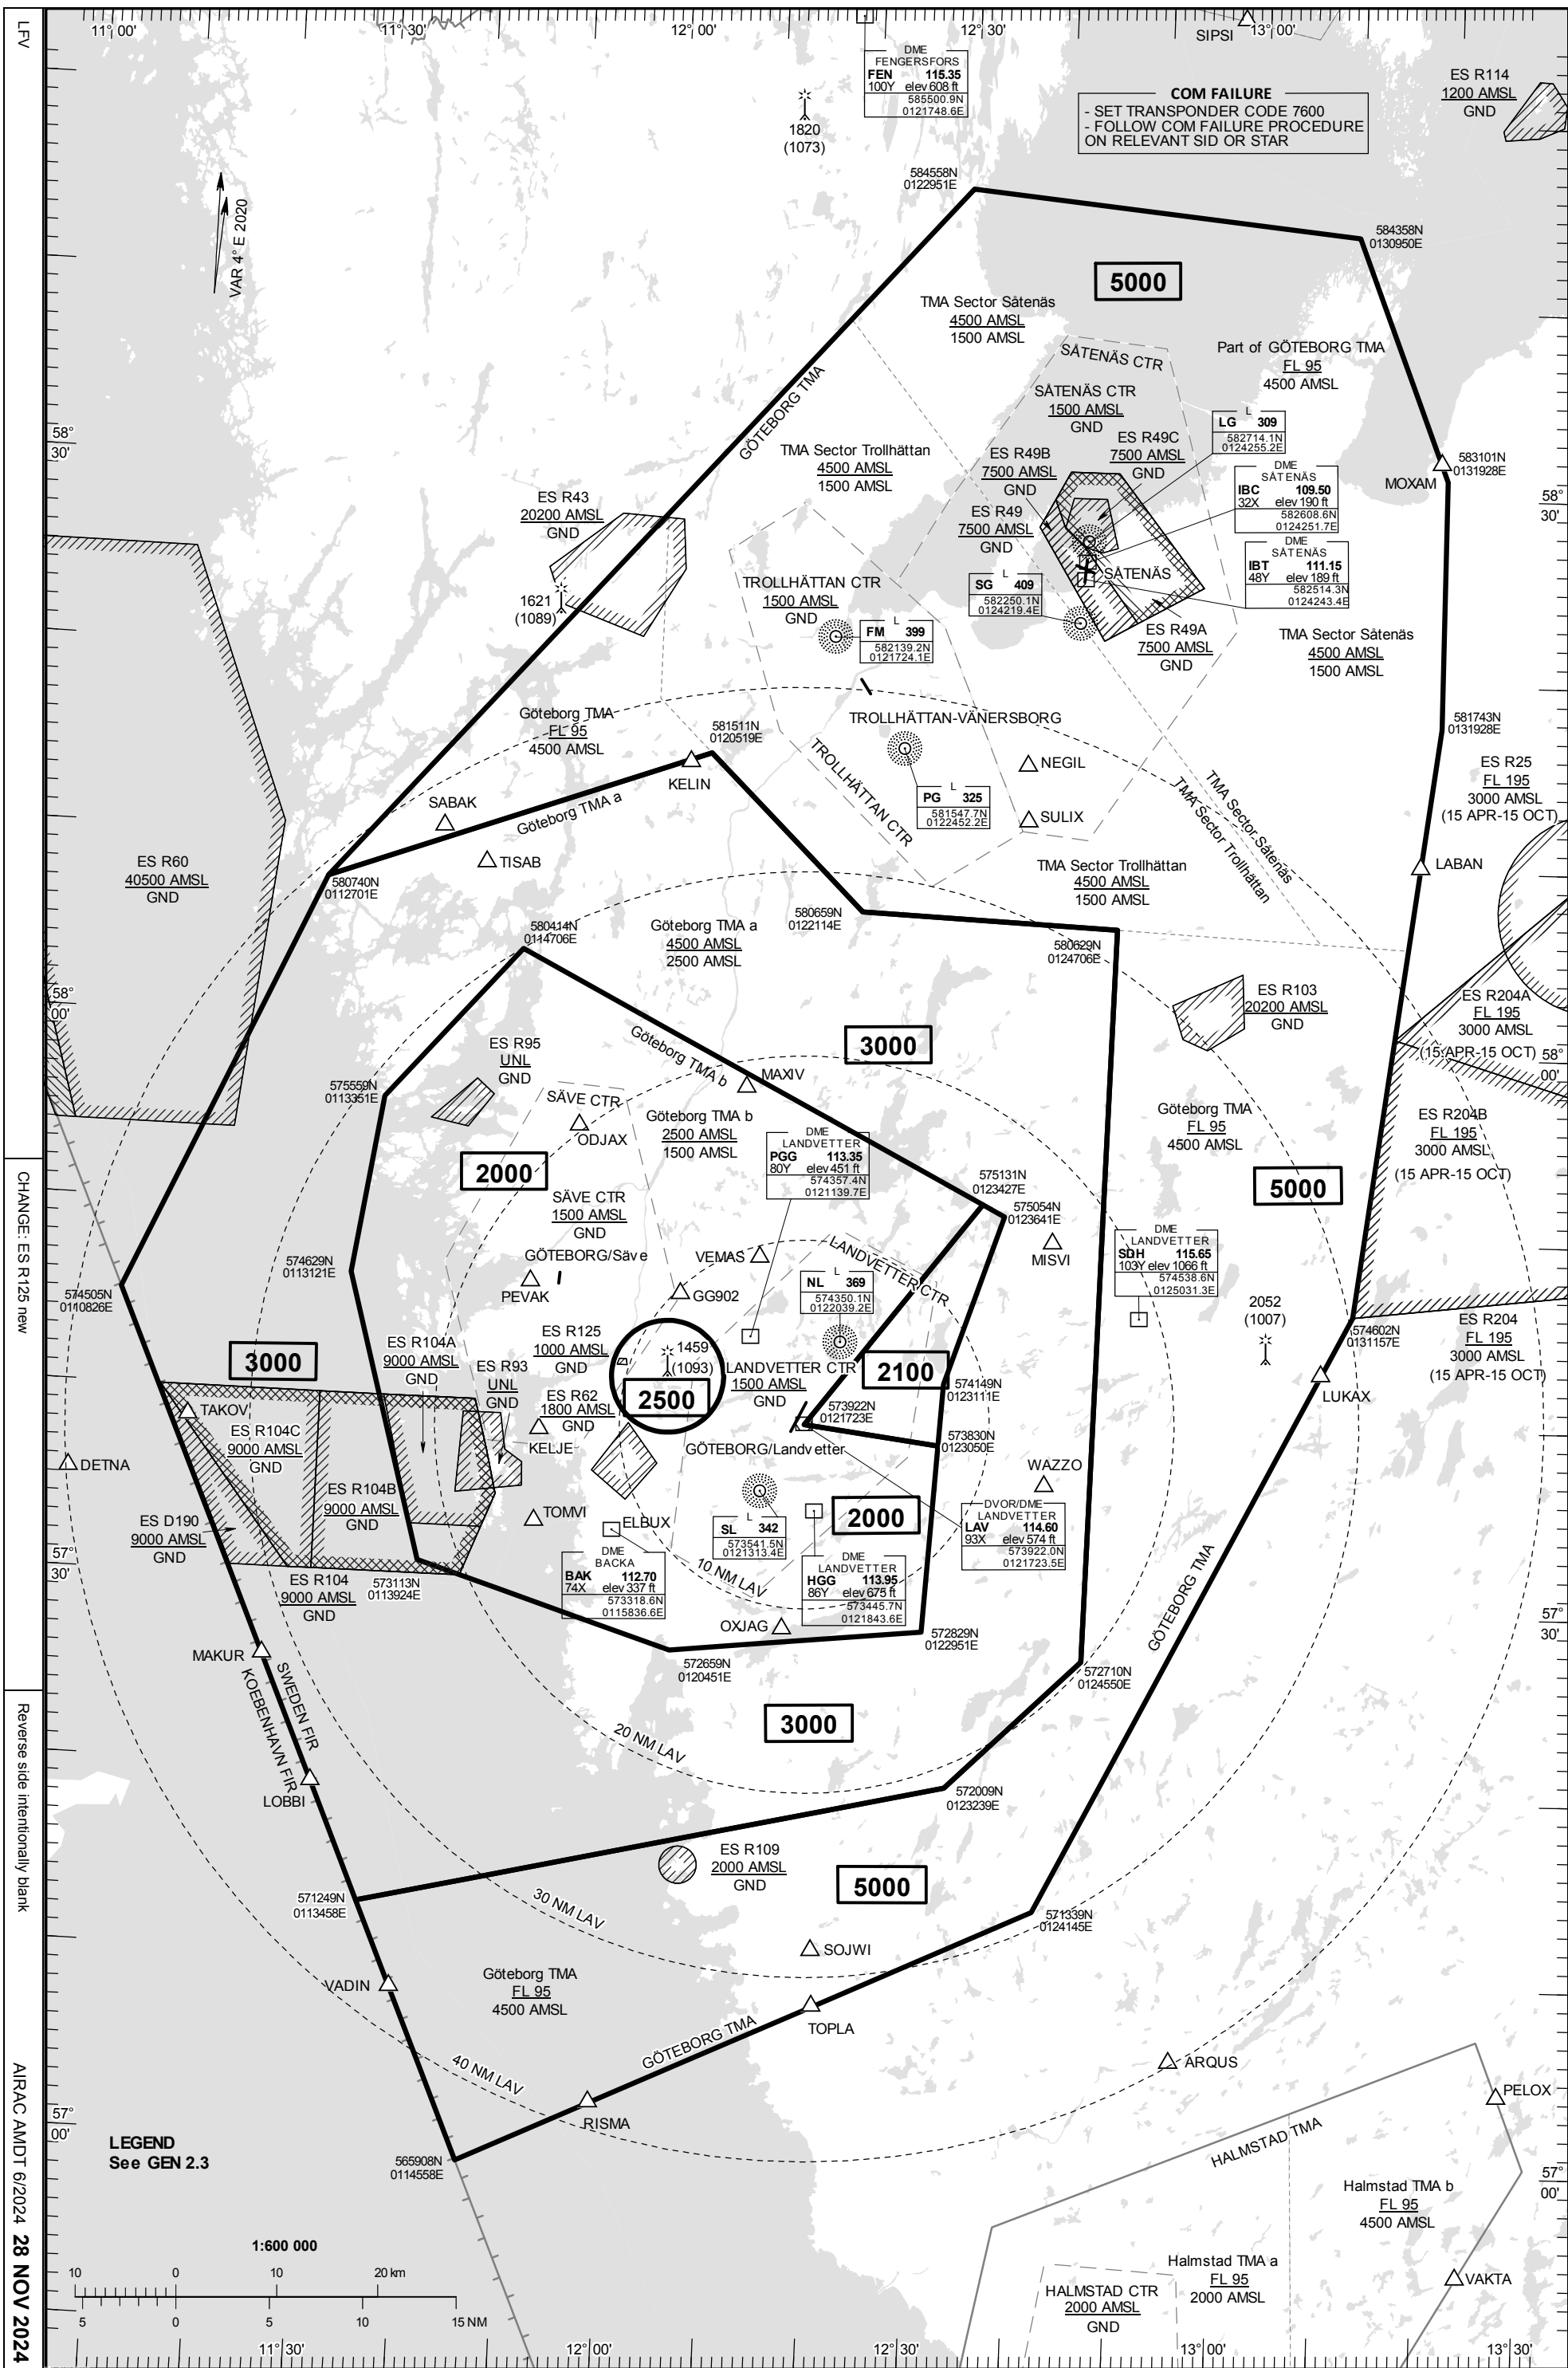 LFV
CHANGE: ES R125 new
Reverse side intentionally blank
AIRAC AMDT 6/2024 28 NOV 2024
11° 00'
11° 30'
12° 00'
12° 30'
13° 00'
SIPSI
DME
FENGERSFORS
FEN 115.35
100Y elev 608 ft
585500.9N
0121748.6E
1820
(1073)
COM FAILURE
- SET TRANSPONDER CODE 7600
- FOLLOW COM FAILURE PROCEDURE
ON RELEVANT SID OR STAR
ES R114
1200 AMSL
GND
VAR 4° E 2020
584558N
0122951E
584358N
0130950E
5000
TMA Sector Såtenäs
4500 AMSL
1500 AMSL
SÅTENÄS CTR
Part of GÖTEBORG TMA
FL 95
4500 AMSL
GÖTEBORG TMA
SÅTENÄS CTR
1500 AMSL
GND
L
LG 309
582714.1N
0124255.2E
58°
30'
TMA Sector Trollhättan
4500 AMSL
1500 AMSL
ES R49B
7500 AMSL
GND
ES R49C
7500 AMSL
GND
583101N
0131928E
MOXAM
DME
SÅTENÄS
IBC 109.50
32X elev 190 ft
582608.6N
0124251.7E
58°
30'
ES R43
20200 AMSL
GND
ES R49
7500 AMSL
GND
DME
SÅTENÄS
IBT 111.15
48Y elev 189 ft
582514.3N
0124243.4E
SÅTENÄS
1621
(1089)
TROLLHÄTTAN CTR
1500 AMSL
GND
L
SG 409
582250.1N
0124219.4E
L
FM 399
582139.2N
0121724.1E
ES R49A
7500 AMSL
GND
TMA Sector Såtenäs
4500 AMSL
1500 AMSL
Göteborg TMA
FL 95
4500 AMSL
581511N
0120519E
TROLLHÄTTAN-VÄNERSBORG
581743N
0131928E
KELIN
NEGIL
TROLLHÄTTAN CTR
L
PG 325
581547.7N
0122452.2E
TMA Sector Såtenäs
TMA Sector Trollhättan
ES R25
FL 195
3000 AMSL
(15 APR-15 OCT)
SABAK
Göteborg TMA a
SULIX
TISAB
ES R60
40500 AMSL
GND
580740N
0112701E
TMA Sector Trollhättan
4500 AMSL
1500 AMSL
LABAN
580659N
0122114E
580414N
0114706E
Göteborg TMA a
4500 AMSL
2500 AMSL
580629N
0124706E
58°
00'
ES R103
20200 AMSL
GND
ES R204A
FL 195
3000 AMSL
(15 APR-15 OCT)
58°
00'
ES R95
UNL
GND
Göteborg TMA b
3000
MAXIV
575559N
0113351E
SÄVE CTR
ODJAX
Göteborg TMA b
2500 AMSL
1500 AMSL
Göteborg TMA
FL 95
4500 AMSL
ES R204B
FL 195
3000 AMSL
(15 APR-15 OCT)
DME
LANDVETTER
PGG 113.35
80Y elev 451 ft
574357.4N
0121139.7E
2000
575131N
0123427E
5000
SÄVE CTR
1500 AMSL
GND
575054N
0123641E
GÖTEBORG/Säve
VEMAS
LANDVETTER CTR
MISVI
DME
LANDVETTER
SDH 115.65
103Y elev 1066 ft
574538.6N
0125031.3E
574629N
0113121E
PEVAK
GG902
L
NL 369
574350.1N
0122039.2E
574505N
0110826E
2052
(1007)
574602N
0131157E
ES R204
FL 195
3000 AMSL
(15 APR-15 OCT)
ES R104A
9000 AMSL
GND
ES R125
1000 AMSL
GND
1459
(1093)
3000
ES R93
UNL
GND
LANDVETTER CTR
1500 AMSL
GND
2100
574149N
0123111E
LUKAX
ES R62
1800 AMSL
GND
2500
TAKOV
573922N
0121723E
ES R104C
9000 AMSL
GND
KELJE
GÖTEBORG/Landvetter
573830N
0123050E
DETNA
WAZZO
ES R104B
9000 AMSL
GND
ES D190
9000 AMSL
GND
TOMVI
ELBUX
L
SL 342
573541.5N
0121313.4E
2000
DVOR/DME
LANDVETTER
LAV 114.60
93X elev 574 ft
573922.0N
0121723.5E
DME
BACKA
BAK 112.70
74X elev 337 ft
573318.6N
0115836.6E
10 NM LAV
DME
LANDVETTER
HGG 113.95
86Y elev 675 ft
573445.7N
0121843.6E
57°
30'
ES R104
9000 AMSL
GND
573113N
0113924E
OXJAG
57°
30'
572829N
0122951E
GÖTEBORG TMA
MAKUR
572659N
0120451E
572710N
0124550E
SWEDEN FIR
KOEBENHAVN FIR
3000
20 NM LAV
LOBBI
572009N
0123239E
ES R109
2000 AMSL
GND
5000
571249N
0113458E
30 NM LAV
571339N
0124145E
SOJWI
VADIN
Göteborg TMA
FL 95
4500 AMSL
TOPLA
GÖTEBORG TMA
40 NM LAV
ARQUS
PELOX
RISMA
57°
00'
HALMSTAD TMA
LEGEND
See GEN 2.3
565908N
0114558E
57°
00'
Halmstad TMA b
FL 95
4500 AMSL
1:600 000
10 0 10 20 km
5 0 5 10 15 NM
Halmstad TMA a
FL 95
2000 AMSL
VAKTA
HALMSTAD CTR
2000 AMSL
GND
11° 30'
12° 00'
12° 30'
13° 00'
13° 30'